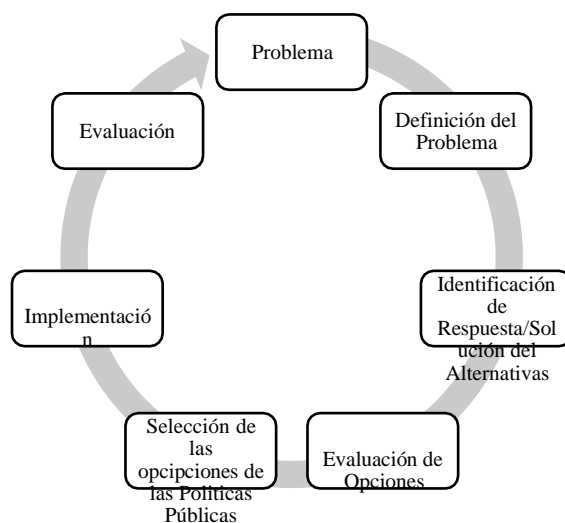 Problema
Definición del
Problema
Identificación
de
Respuesta/Sol
ución del
Alternativas
Evaluación de
Opciones
Selección de
las
opcipciones de
las Politicas
Públicas
Implementació
n
Evaluación